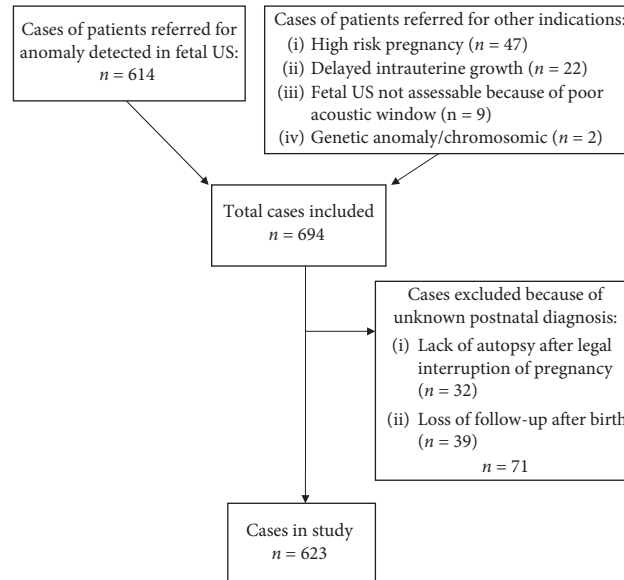 Cases of patients referred for
anomaly detected in fetal US:
n = 614
Cases of patients referred for other indications:
(i) High risk pregnancy (n = 47)
(ii) Delayed intrauterine growth (n = 22)
(iii) Fetal US not assessable because of poor
acoustic window (n = 9)
(iv) Genetic anomaly/chromosomic (n = 2)
Total cases included
n = 694
Cases excluded because of
unknown postnatal diagnosis:
(i) Lack of autopsy after legal
interruption of pregnancy
(n = 32)
(ii) Loss of follow-up after birth
(n = 39)
n = 71
Cases in study
n = 623